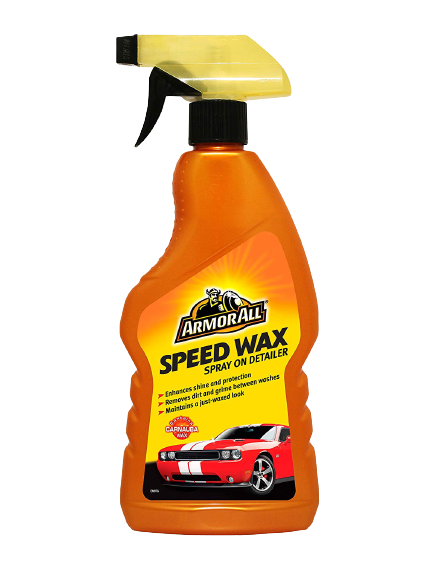 ARMORALL
SPEED WAX
SPRAY ON DETAILER
Enhances shine and protection
Removes dirt and grime between washes
Maintains a just-waxed look
CARNAUBA
WAX